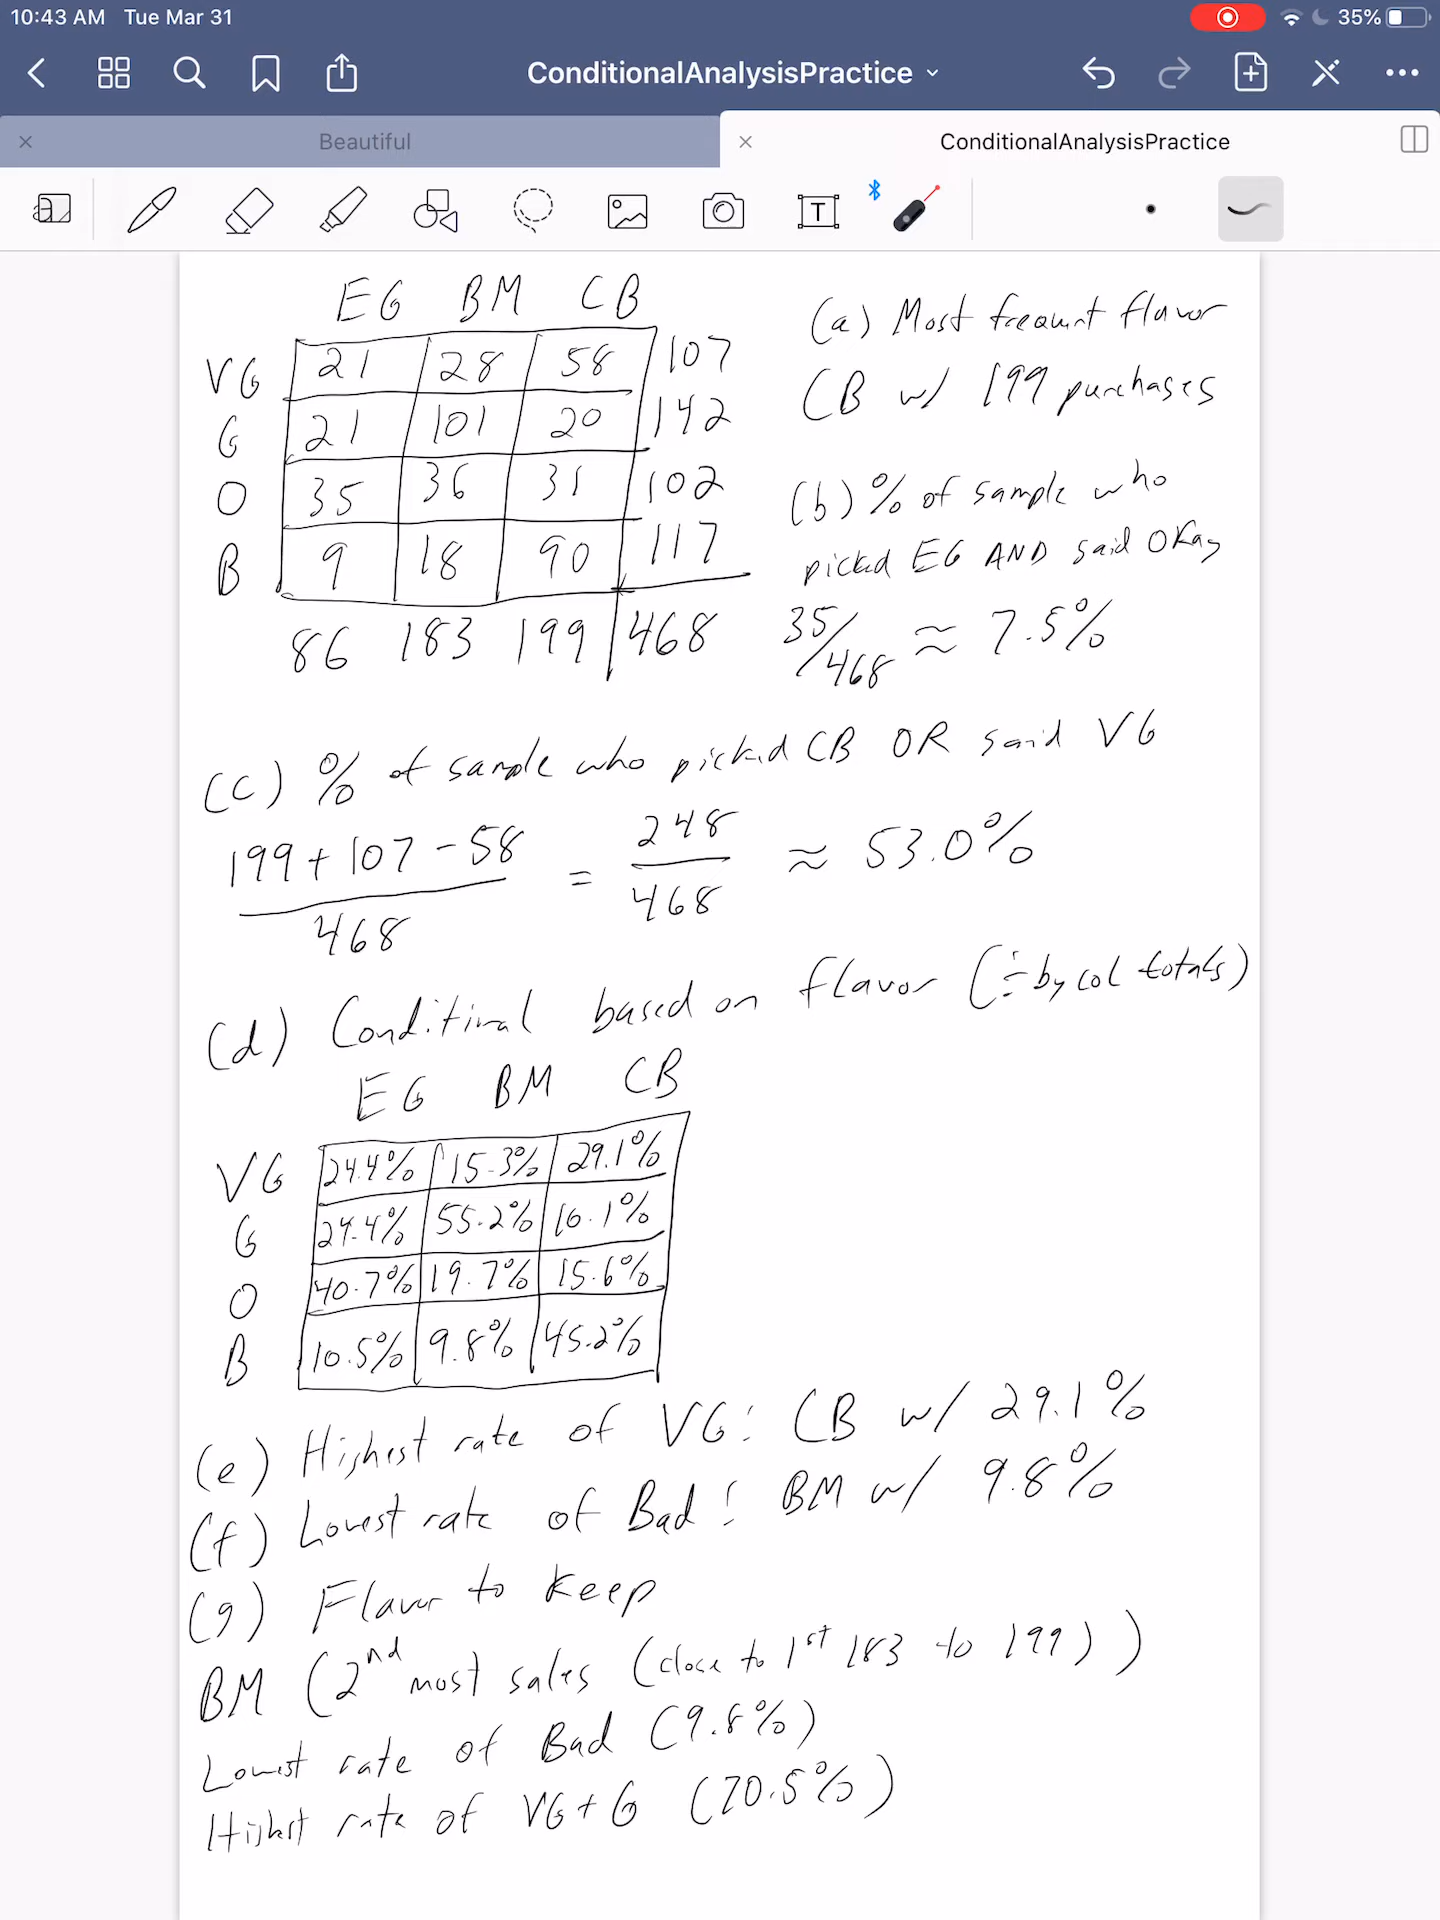 10:43 AM Tue Mar 31
35%
ConditionalAnalysisPractice
Beautiful
ConditionalAnalysisPractice
T
EG BM CB
VG 21 28 58 107
G 21 101 20 142
O 35 36 31 102
B 9 18 90 117
86 183 199 468
(a) Most frequent flavor
CB w/ 199 purchases
(b) % of sample who
picked EG AND said Okay
35/468 ≈ 7.5%
(c) % of sample who picked CB OR said VG
199 + 107 - 58 / 468 = 248 / 468 ≈ 53.0%
(d) Conditional based on flavor (÷ by col totals)
EG BM CB
VG 24.4% 15.3% 29.1%
G 24.4% 55.2% 10.1%
O 40.7% 19.7% 15.6%
B 10.5% 9.8% 45.2%
(e) Highest rate of VG: CB w/ 29.1%
(f) Lowest rate of Bad: BM w/ 9.8%
(g) Flavor to keep
BM (2nd most sales (close to 1st 183 to 199))
Lowest rate of Bad (9.8%)
Highest rate of VG+G (70.5%)